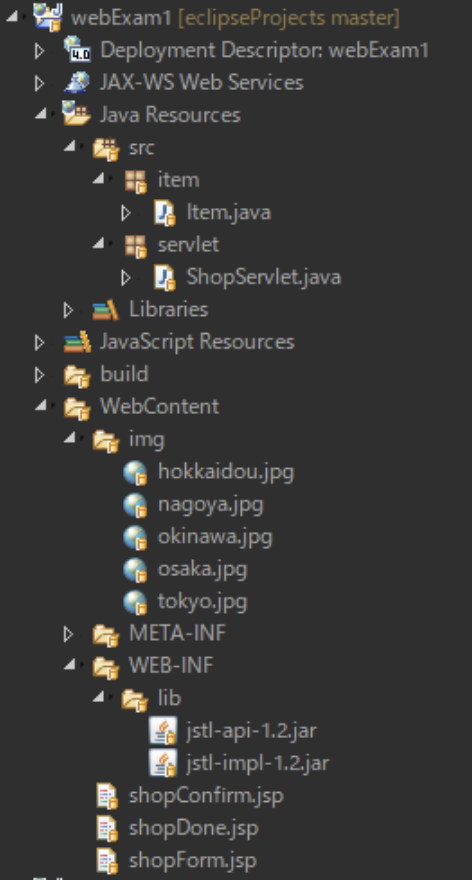 webExam1 [eclipseProjects master]
4.0
Deployment Descriptor: webExam1
JAX-WS Web Services
Java Resources
src
item
Item.java
servlet
ShopServlet.java
Libraries
JavaScript Resources
build
WebContent
img
hokkaidou.jpg
nagoya.jpg
okinawa.jpg
osaka.jpg
tokyo.jpg
META-INF
WEB-INF
lib
jstl-api-1.2.jar
jstl-impl-1.2.jar
shopConfirm.jsp
shopDone.jsp
shopForm.jsp